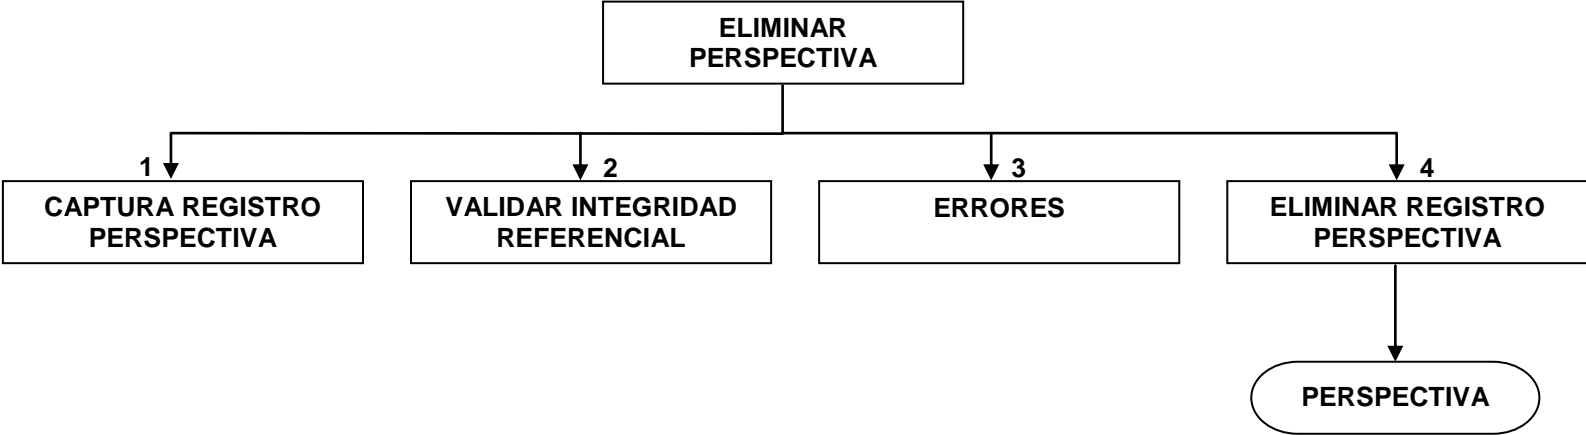 ELIMINAR
PERSPECTIVA
1
2
3
4
CAPTURA REGISTRO
PERSPECTIVA
VALIDAR INTEGRIDAD
REFERENCIAL
ERRORES
ELIMINAR REGISTRO
PERSPECTIVA
PERSPECTIVA